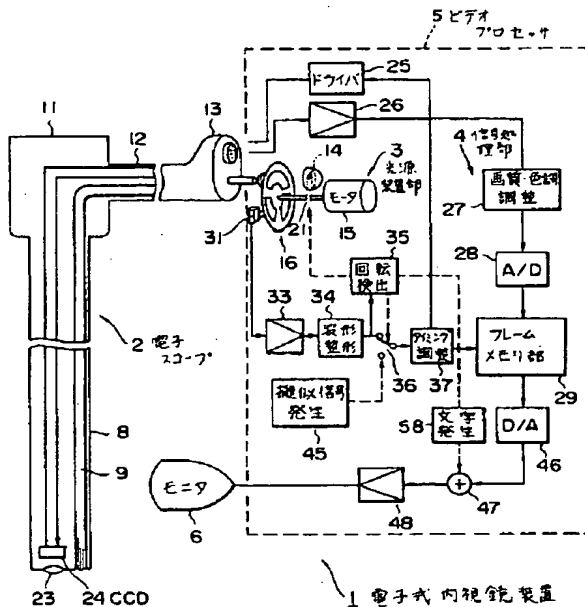 5 ビデオ
プロセッサ
ドライバ
25
26
11
12
13
14
3
光源
装置部
モータ
15
21
16
31
4 信号処
理部
画質・色調
調整
27
28
A/D
35
回転
検出
33
34
波形
整形
36
タイミング
調整
37
フレーム
メモリ部
29
擬似信号
発生
45
58
文字
発生
D/A
46
47
48
モニタ
6
2 電子
スコープ
8
9
23
24 CCD
1 電子式内視鏡装置